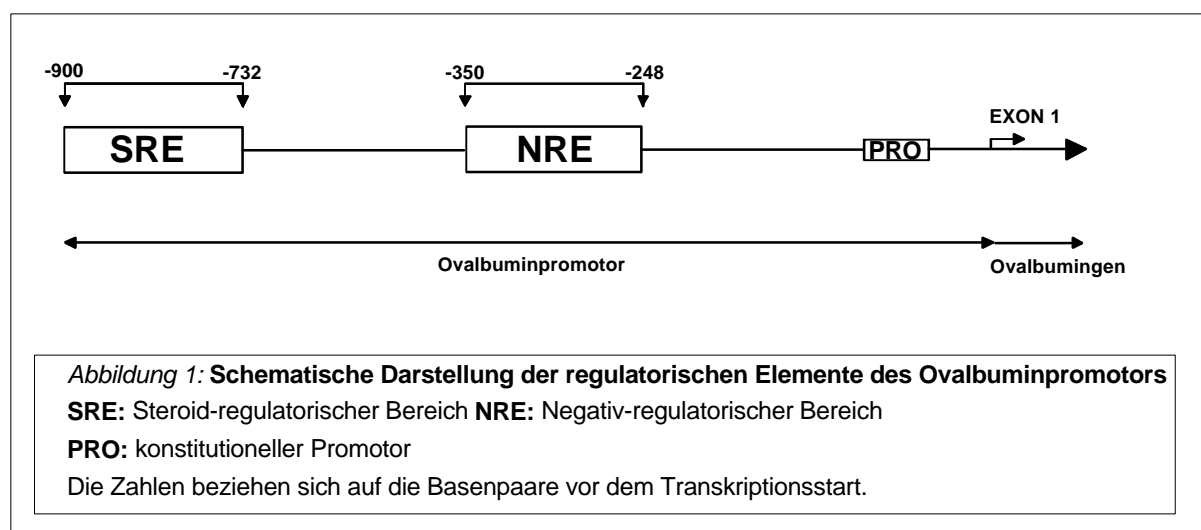 -900 -732 -350 -248
EXON 1
SRE NRE PRO
Ovalbuminpromotor Ovalbumingen
Abbildung 1: Schematische Darstellung der regulatorischen Elemente des Ovalbuminpromotors
SRE: Steroid-regulatorischer Bereich NRE: Negativ-regulatorischer Bereich
PRO: konstitutioneller Promotor
Die Zahlen beziehen sich auf die Basenpaare vor dem Transkriptionsstart.